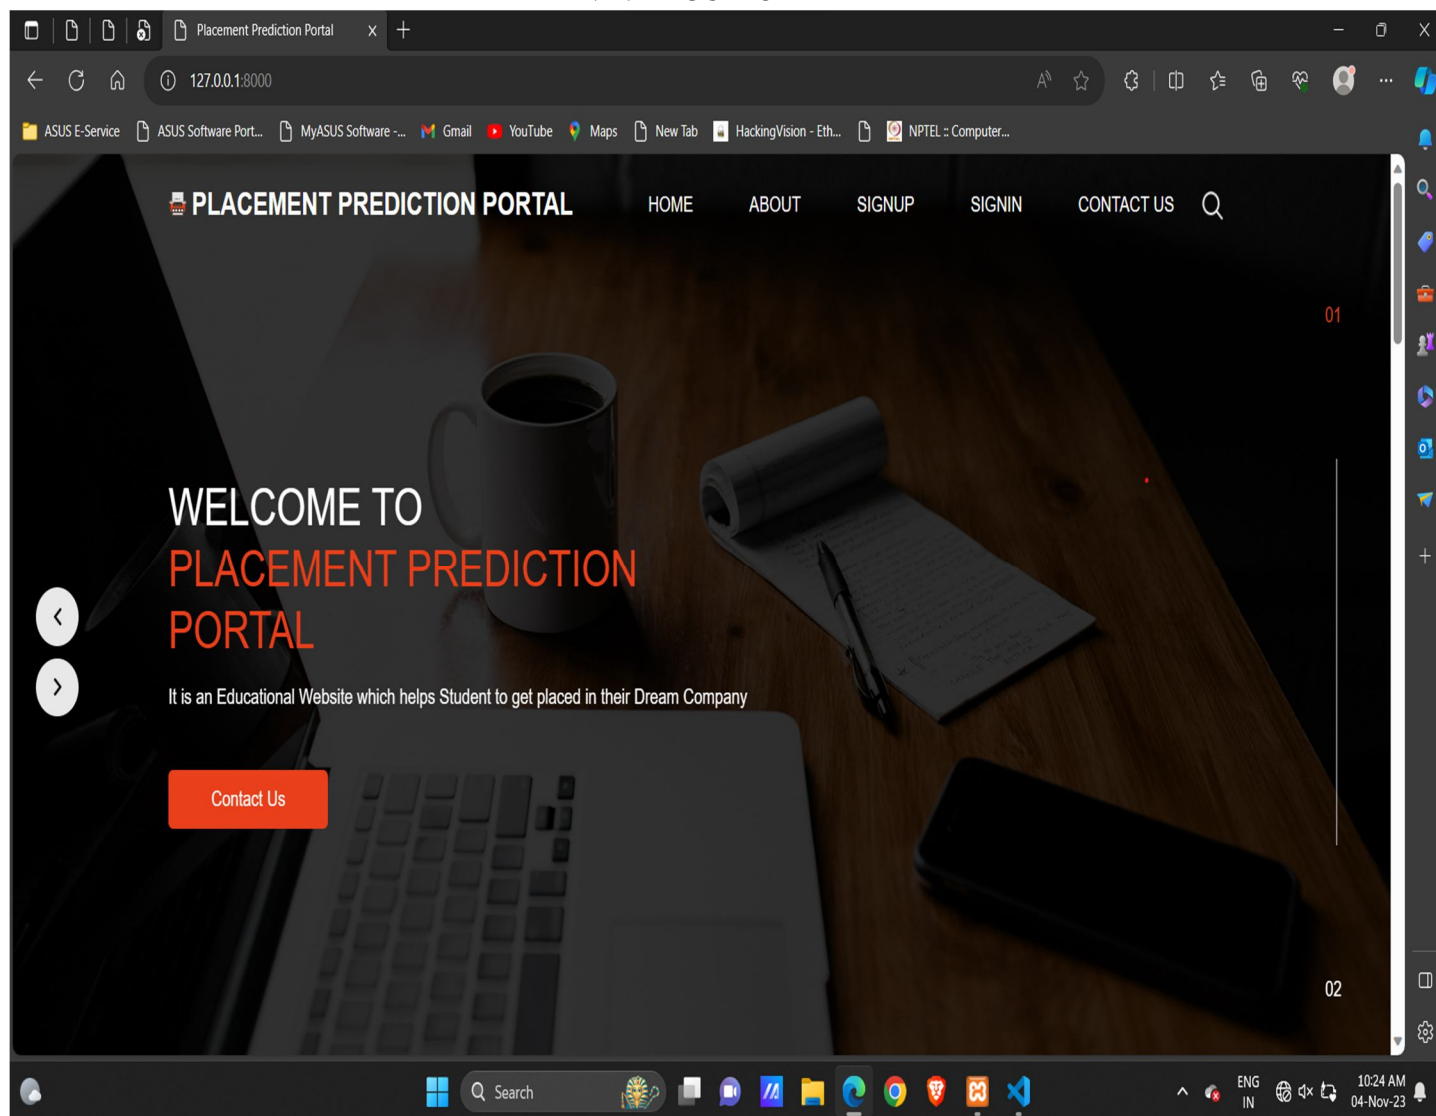 Placement Prediction Portal
127.0.0.1:8000
ASUS E-Service ASUS Software Port... MyASUS Software -... Gmail YouTube Maps New Tab HackingVision - Eth... NPTEL :: Computer...
PLACEMENT PREDICTION PORTAL HOME ABOUT SIGNUP SIGNIN CONTACT US
01
WELCOME TO
PLACEMENT PREDICTION
PORTAL
It is an Educational Website which helps Student to get placed in their Dream Company
Contact Us
02
Search
ENG
IN
10:24 AM
04-Nov-23